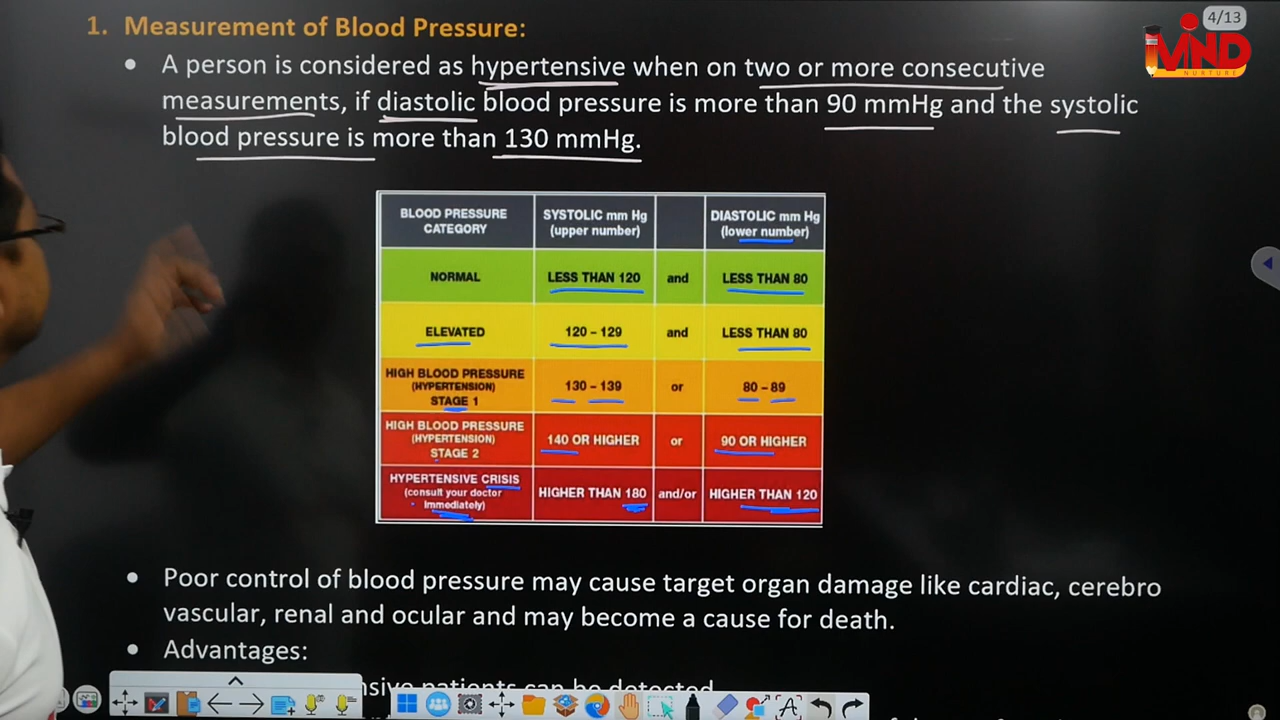 4/13
MIND
NURTURE
1. Measurement of Blood Pressure:
• A person is considered as hypertensive when on two or more consecutive
measurements, if diastolic blood pressure is more than 90 mmHg and the systolic
blood pressure is more than 130 mmHg.
BLOOD PRESSURE CATEGORY SYSTOLIC mm Hg (upper number) DIASTOLIC mm Hg (lower number)
NORMAL LESS THAN 120 and LESS THAN 80
ELEVATED 120 – 129 and LESS THAN 80
HIGH BLOOD PRESSURE (HYPERTENSION) STAGE 1 130 – 139 or 80 – 89
HIGH BLOOD PRESSURE (HYPERTENSION) STAGE 2 140 OR HIGHER or 90 OR HIGHER
HYPERTENSIVE CRISIS (consult your doctor immediately) HIGHER THAN 180 and/or HIGHER THAN 120
• Poor control of blood pressure may cause target organ damage like cardiac, cerebro
vascular, renal and ocular and may become a cause for death.
• Advantages:
patients can be detected